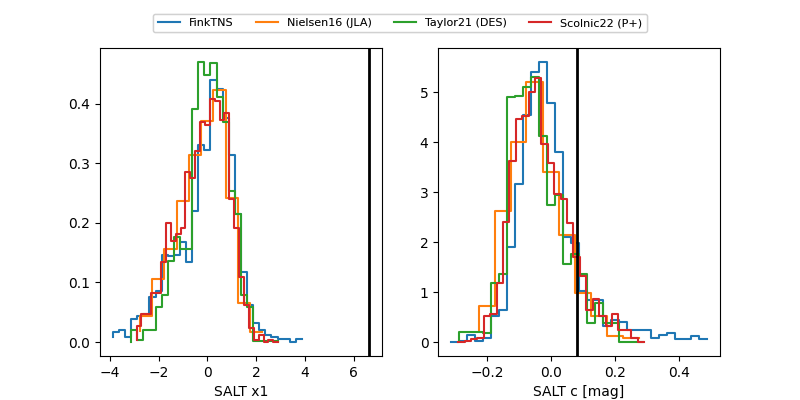 FinkTNS Nielsen16 (JLA) Taylor21 (DES) Scolnic22 (P+)
0.4
0.3
0.2
0.1
0.0
−4 −2 0 2 4 6
SALT x1
5
4
3
2
1
0
−0.2 0.0 0.2 0.4
SALT c [mag]